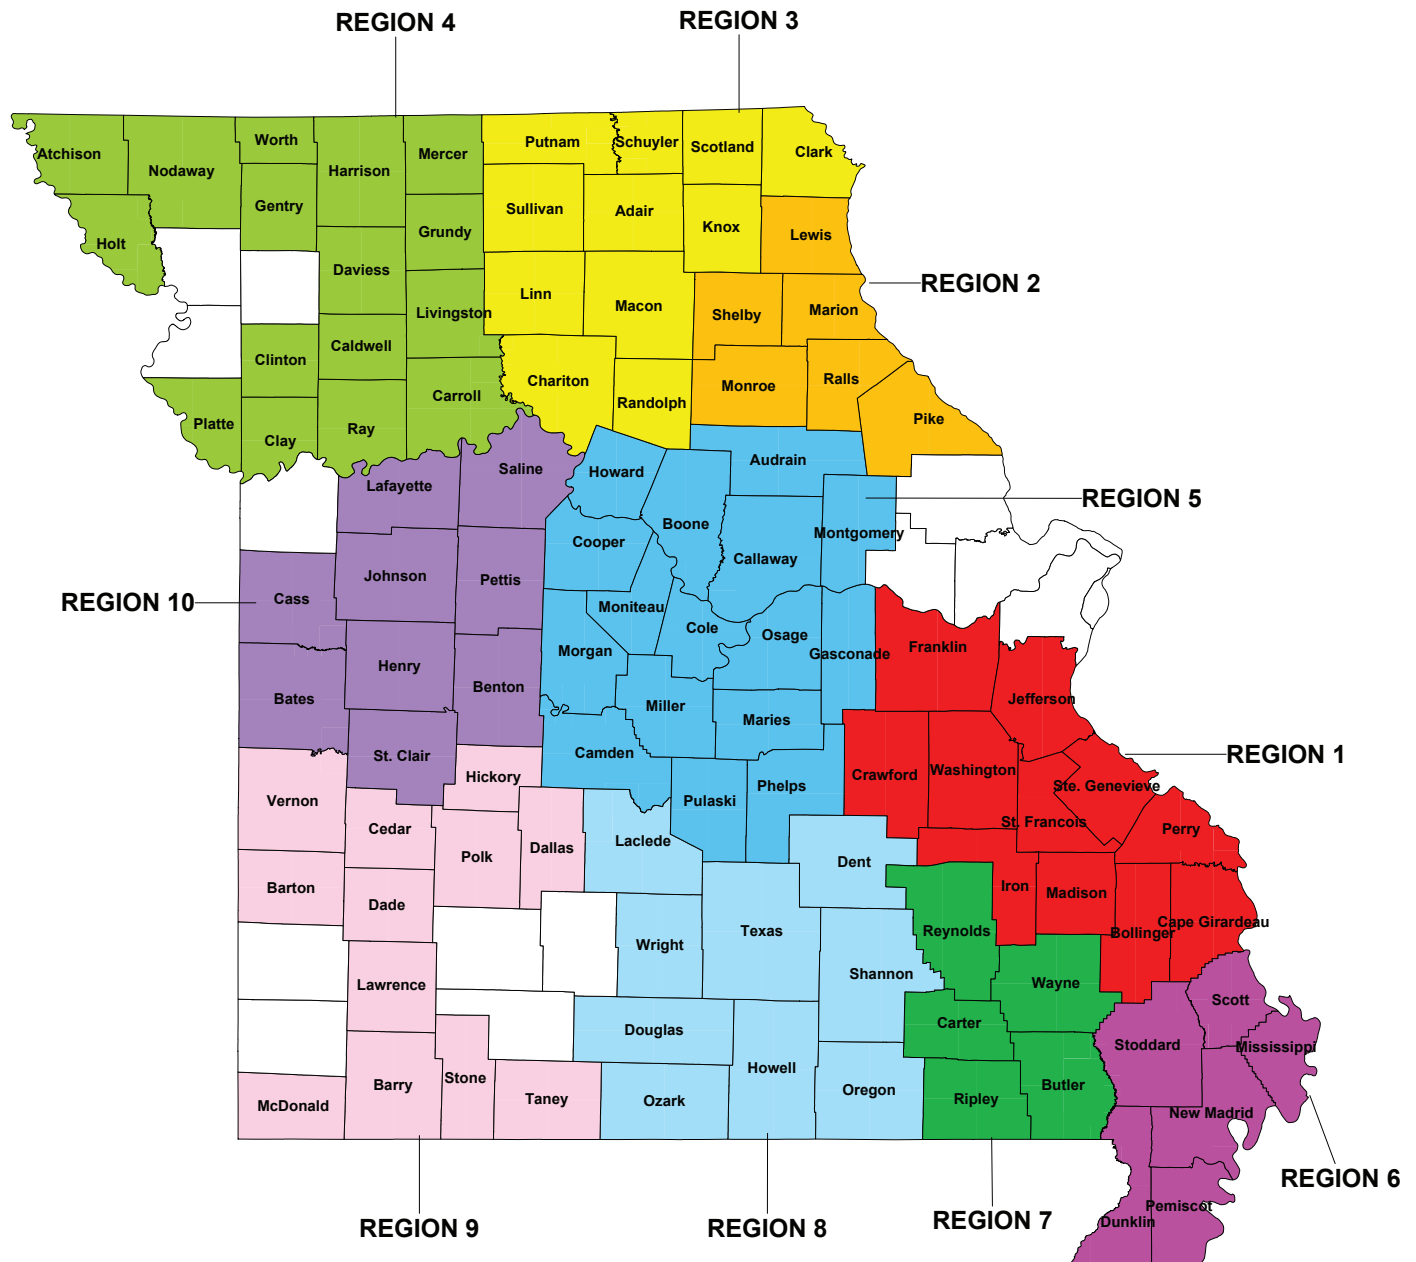 REGION 4
REGION 3
Atchison
Nodaway
Worth
Harrison
Mercer
Putnam
Schuyler
Scotland
Clark
Gentry
Sullivan
Adair
Knox
Lewis
Holt
Grundy
Daviess
REGION 2
Linn
Macon
Shelby
Marion
Livingston
Clinton
Caldwell
Chariton
Randolph
Monroe
Ralls
Carroll
Platte
Clay
Ray
Pike
Lafayette
Saline
Howard
Audrain
REGION 5
Boone
Montgomery
Cooper
Callaway
Johnson
Pettis
REGION 10
Cass
Moniteau
Cole
Osage
Gasconade
Franklin
Henry
Morgan
Benton
Bates
Miller
Maries
Jefferson
St. Clair
Camden
REGION 1
Hickory
Crawford
Washington
Ste. Genevieve
Phelps
Pulaski
Vernon
Cedar
St. Francois
Perry
Polk
Dallas
Laclede
Dent
Barton
Dade
Iron
Madison
Cape Girardeau
Bollinger
Reynolds
Wright
Texas
Shannon
Lawrence
Wayne
Scott
Douglas
Carter
Stoddard
Mississippi
Howell
Barry
Stone
Taney
McDonald
Ozark
Oregon
Ripley
Butler
New Madrid
REGION 6
Pemiscot
Dunklin
REGION 9
REGION 8
REGION 7